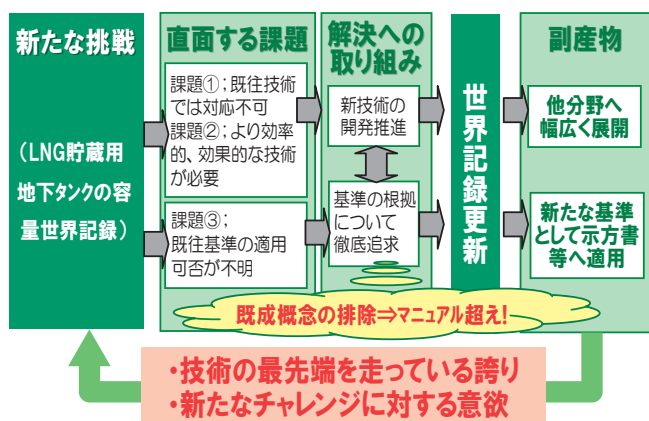 新たな挑戦
（LNG貯蔵用
地下タンクの容
量世界記録）
直面する課題
課題①；既往技術
では対応不可
課題②；より効率
的、効果的な技術
が必要
課題③；
既往基準の適用
可否が不明
解決への
取り組み
新技術の
開発推進
基準の根拠
について
徹底追求
世界記録更新
副産物
他分野へ
幅広く展開
新たな基準
として示方書
等へ適用
既成概念の排除⇒マニュアル超え!
・技術の最先端を走っている誇り
・新たなチャレンジに対する意欲